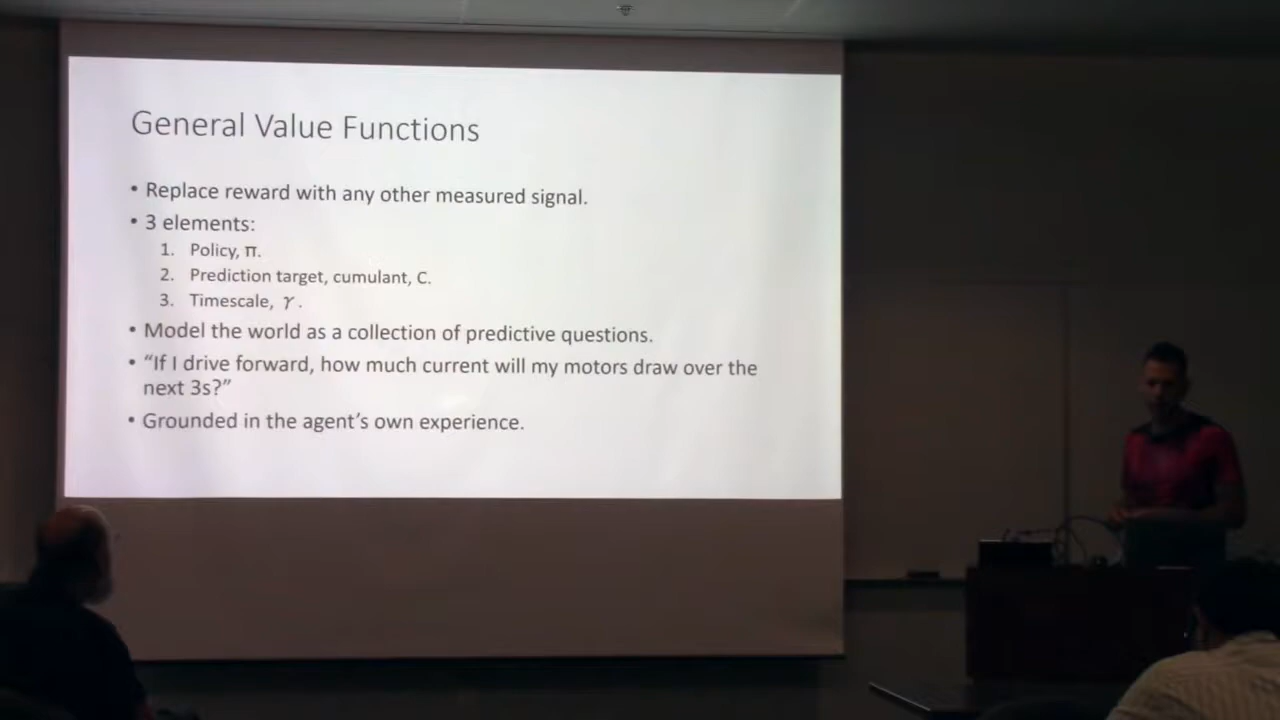 General Value Functions
• Replace reward with any other measured signal.
• 3 elements:
1. Policy, π.
2. Prediction target, cumulant, C.
3. Timescale, γ.
• Model the world as a collection of predictive questions.
• “If I drive forward, how much current will my motors draw over the
next 3s?”
• Grounded in the agent’s own experience.